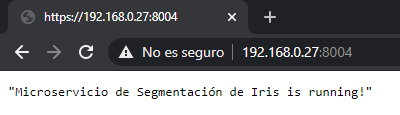 https://192.168.0.27:8004
No es seguro | 192.168.0.27:8004
"Microservicio de Segmentación de Iris is running!"